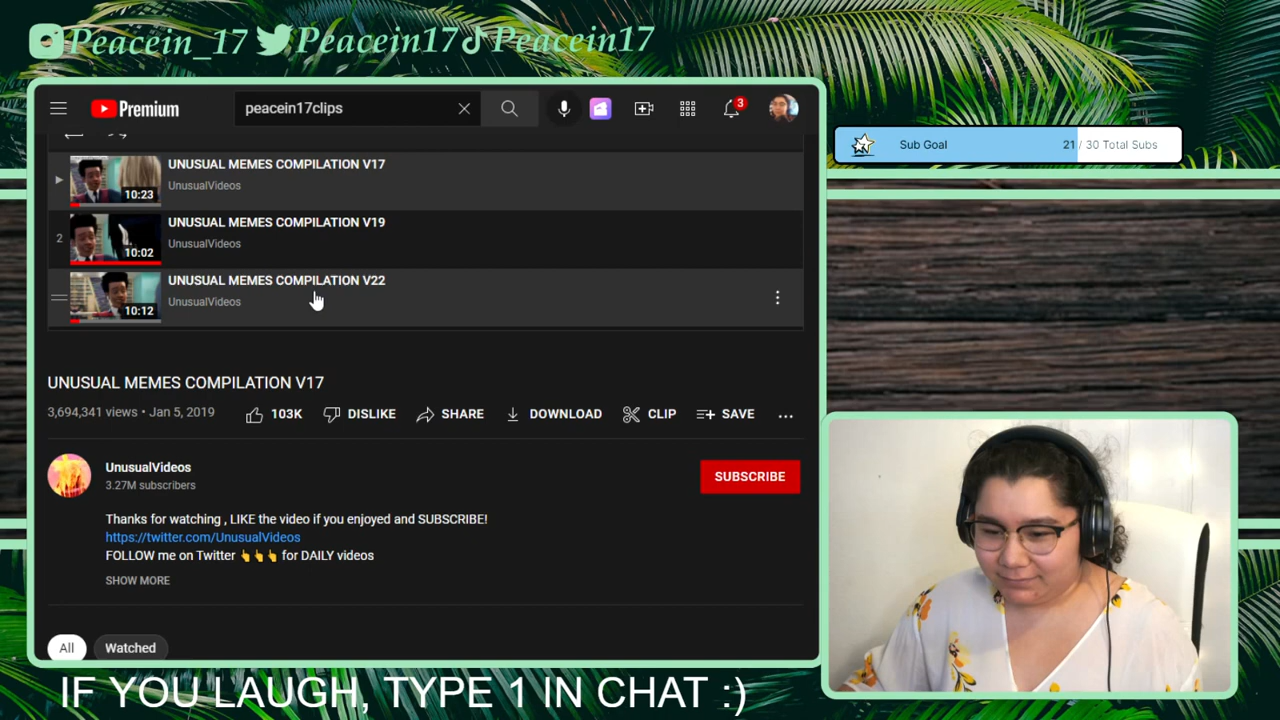 Peacein_17 Peacein17 Peacein17
Premium
peacein17clips
3
Sub Goal 21 / 30 Total Subs
UNUSUAL MEMES COMPILATION V17
UnusualVideos
10:23
2
UNUSUAL MEMES COMPILATION V19
UnusualVideos
10:02
UNUSUAL MEMES COMPILATION V22
UnusualVideos
10:12
UNUSUAL MEMES COMPILATION V17
3,694,341 views • Jan 5, 2019 103K DISLIKE SHARE DOWNLOAD CLIP SAVE ...
UnusualVideos
3.27M subscribers
SUBSCRIBE
Thanks for watching , LIKE the video if you enjoyed and SUBSCRIBE!
https://twitter.com/UnusualVideos
FOLLOW me on Twitter 👆👆👆 for DAILY videos
SHOW MORE
All Watched
IF YOU LAUGH, TYPE 1 IN CHAT :)